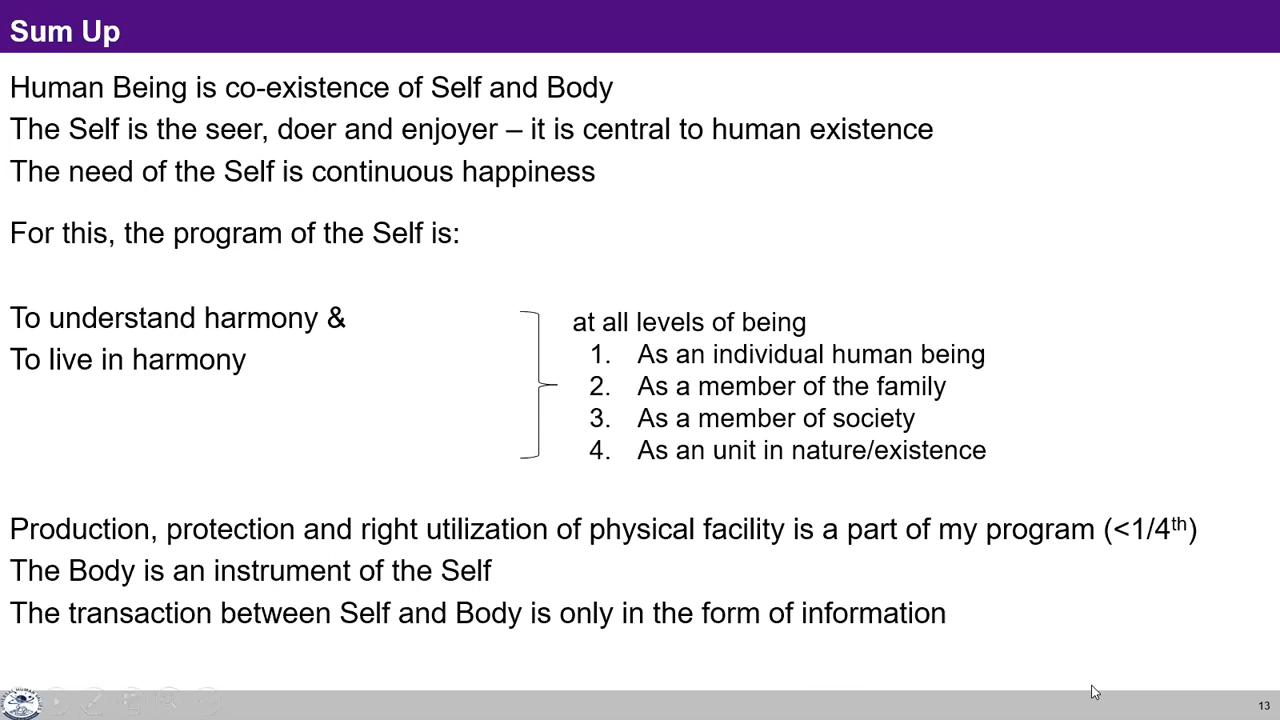 Sum Up
Human Being is co-existence of Self and Body
The Self is the seer, doer and enjoyer – it is central to human existence
The need of the Self is continuous happiness
For this, the program of the Self is:
To understand harmony &
To live in harmony
at all levels of being
1. As an individual human being
2. As a member of the family
3. As a member of society
4. As an unit in nature/existence
Production, protection and right utilization of physical facility is a part of my program (<1/4th)
The Body is an instrument of the Self
The transaction between Self and Body is only in the form of information
13